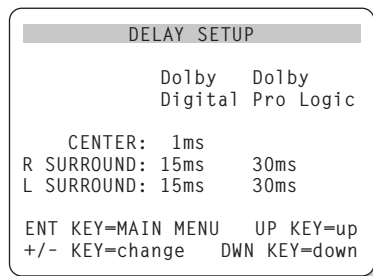 DELAY SETUP
Dolby Dolby
Digital Pro Logic
CENTER: 1ms
R SURROUND: 15ms 30ms
L SURROUND: 15ms 30ms
ENT KEY=MAIN MENU UP KEY=up
+/- KEY=change DWN KEY=down